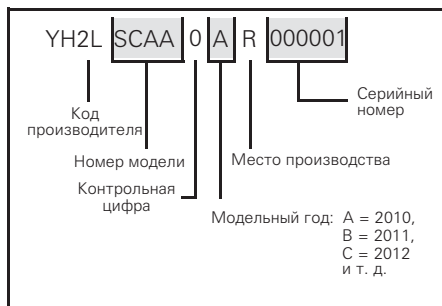 YH2L SCAA 0 A R 000001
Серийный
номер
Код
производителя
Номер модели
Место производства
Контрольная
цифра
Модельный год: A = 2010,
B = 2011,
C = 2012
и т. д.